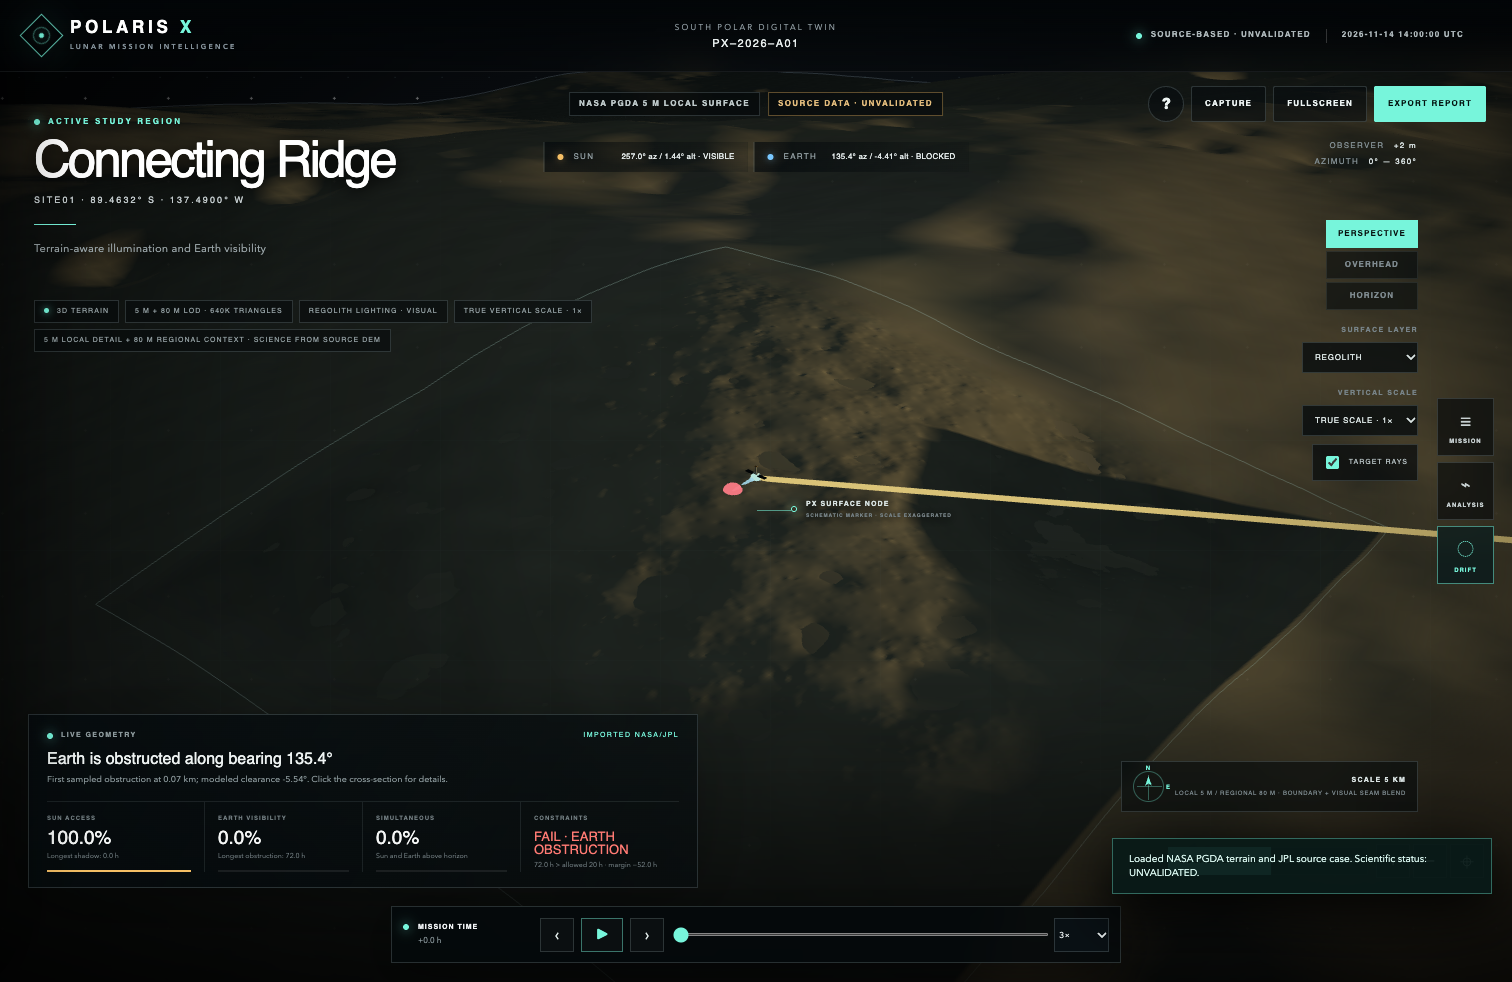 POLARIS X
LUNAR MISSION INTELLIGENCE
SOUTH POLAR DIGITAL TWIN
PX–2026–A01
SOURCE-BASED · UNVALIDATED
2026-11-14 14:00:00 UTC
NASA PGDA 5 M LOCAL SURFACE
SOURCE DATA · UNVALIDATED
?
CAPTURE
FULLSCREEN
EXPORT REPORT
ACTIVE STUDY REGION
Connecting Ridge
SITE01 · 89.4632° S · 137.4900° W
Terrain-aware illumination and Earth visibility
SUN 257.0° az / 1.44° alt · VISIBLE
EARTH 135.4° az / -4.41° alt · BLOCKED
OBSERVER +2 m
AZIMUTH 0° — 360°
3D TERRAIN
5 M + 80 M LOD · 640K TRIANGLES
REGOLITH LIGHTING · VISUAL
TRUE VERTICAL SCALE · 1×
5 M LOCAL DETAIL + 80 M REGIONAL CONTEXT · SCIENCE FROM SOURCE DEM
PERSPECTIVE
OVERHEAD
HORIZON
SURFACE LAYER
REGOLITH
VERTICAL SCALE
TRUE SCALE · 1×
TARGET RAYS
MISSION
ANALYSIS
DRIFT
PX SURFACE NODE
SCHEMATIC MARKER · SCALE EXAGGERATED
LIVE GEOMETRY
IMPORTED NASA/JPL
Earth is obstructed along bearing 135.4°
First sampled obstruction at 0.07 km; modeled clearance -5.54°. Click the cross-section for details.
SUN ACCESS
100.0%
Longest shadow: 0.0 h
EARTH VISIBILITY
0.0%
Longest obstruction: 72.0 h
SIMULTANEOUS
0.0%
Sun and Earth above horizon
CONSTRAINTS
FAIL · EARTH
OBSTRUCTION
72.0 h > allowed 20 h · margin −52.0 h
N
E
SCALE 5 KM
LOCAL 5 M / REGIONAL 80 M · BOUNDARY + VISUAL SEAM BLEND
Loaded NASA PGDA terrain and JPL source case. Scientific status:
UNVALIDATED.
MISSION TIME
+0.0 h
3×